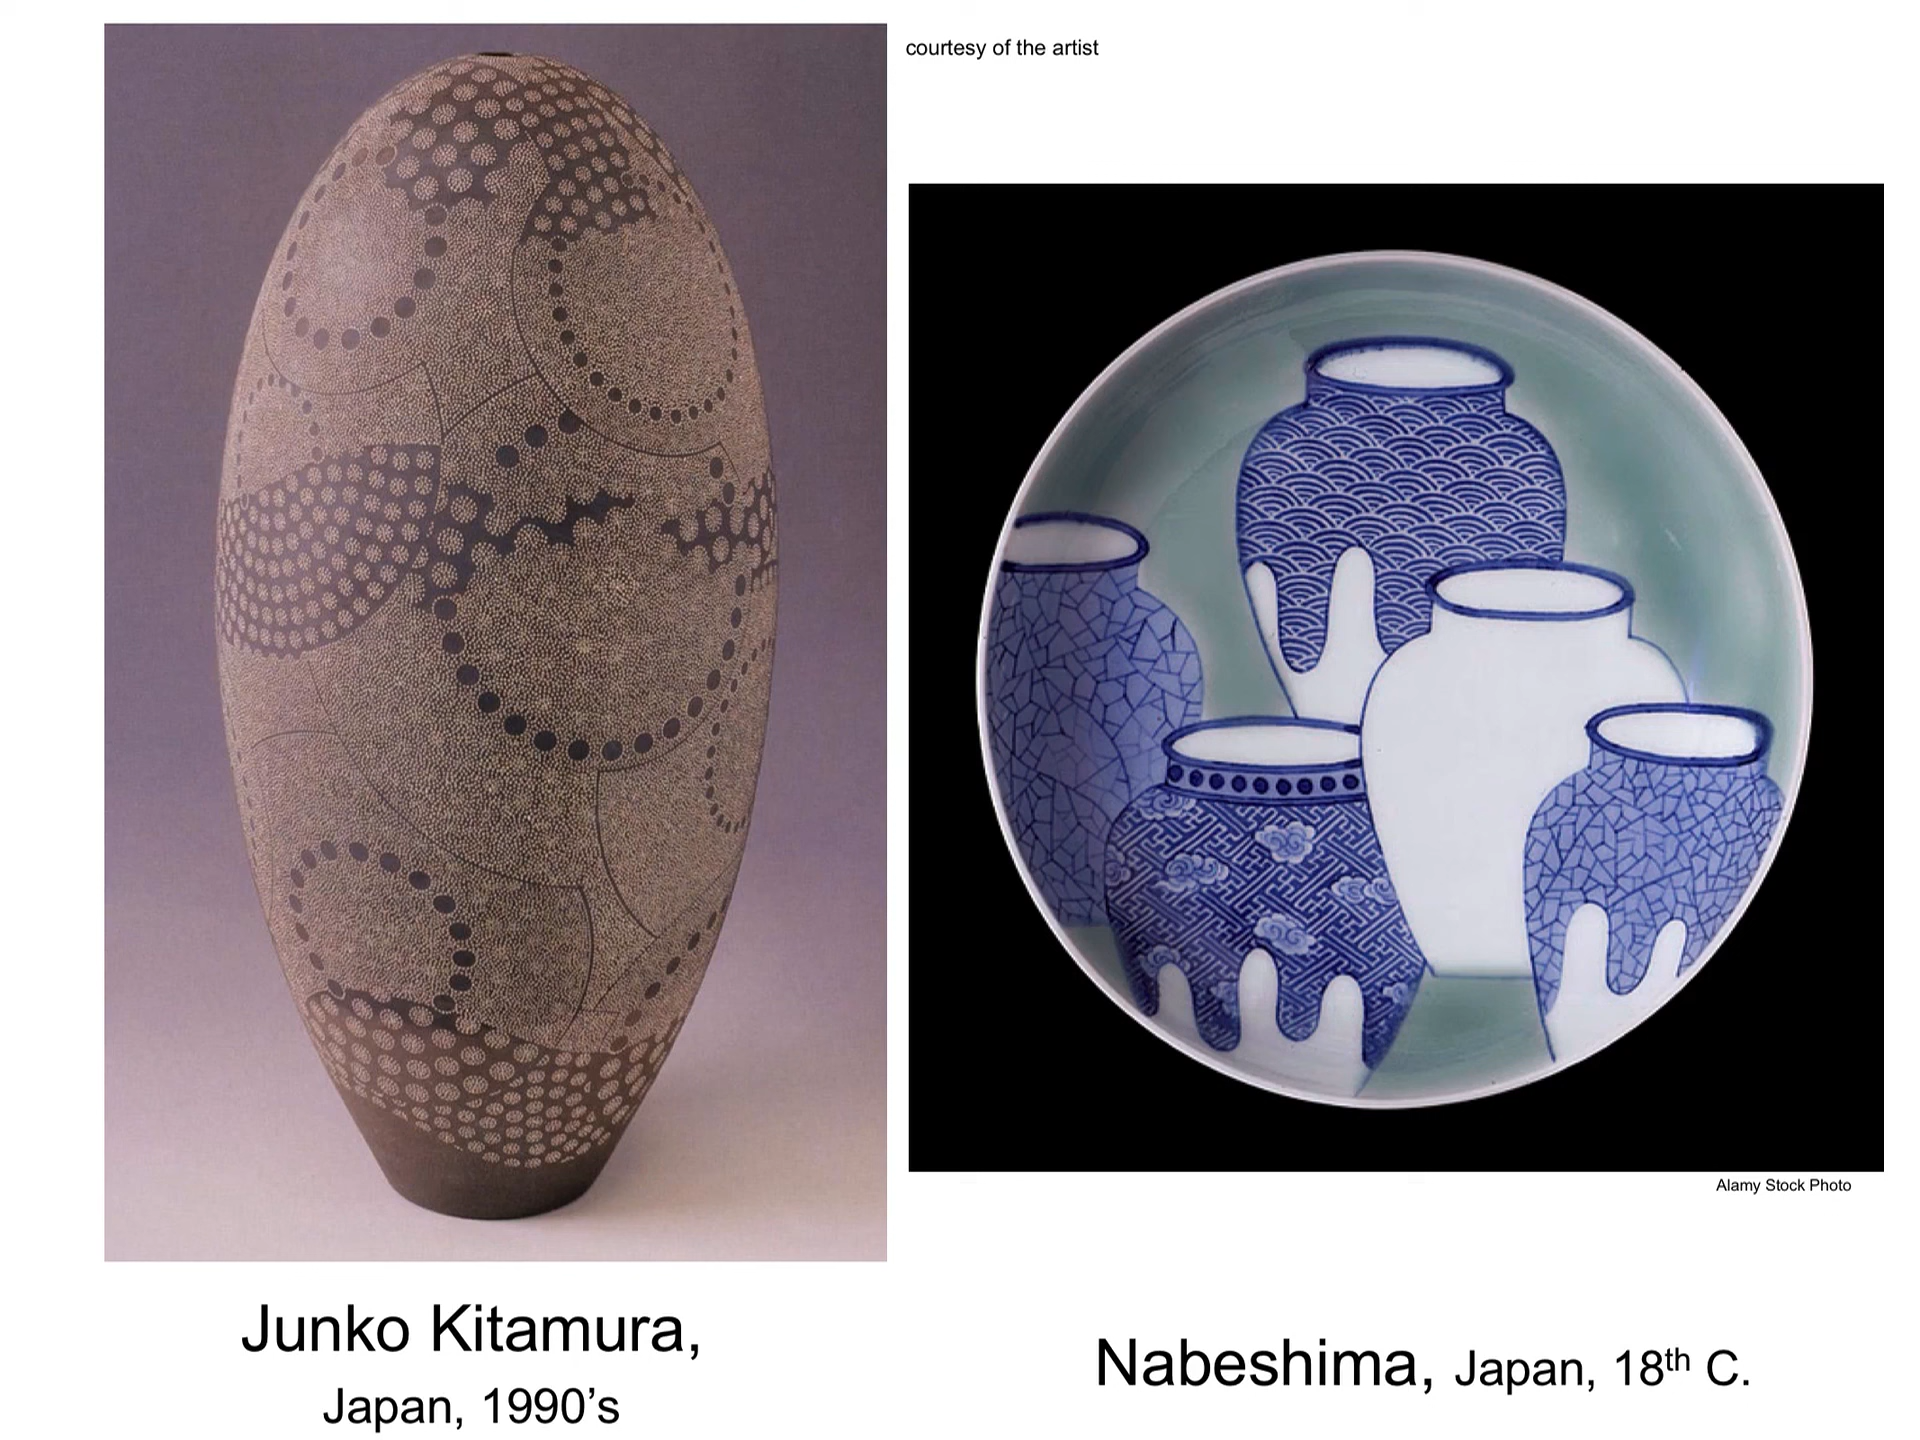 courtesy of the artist
Alamy Stock Photo
Junko Kitamura,
Japan, 1990’s
Nabeshima, Japan, 18th C.